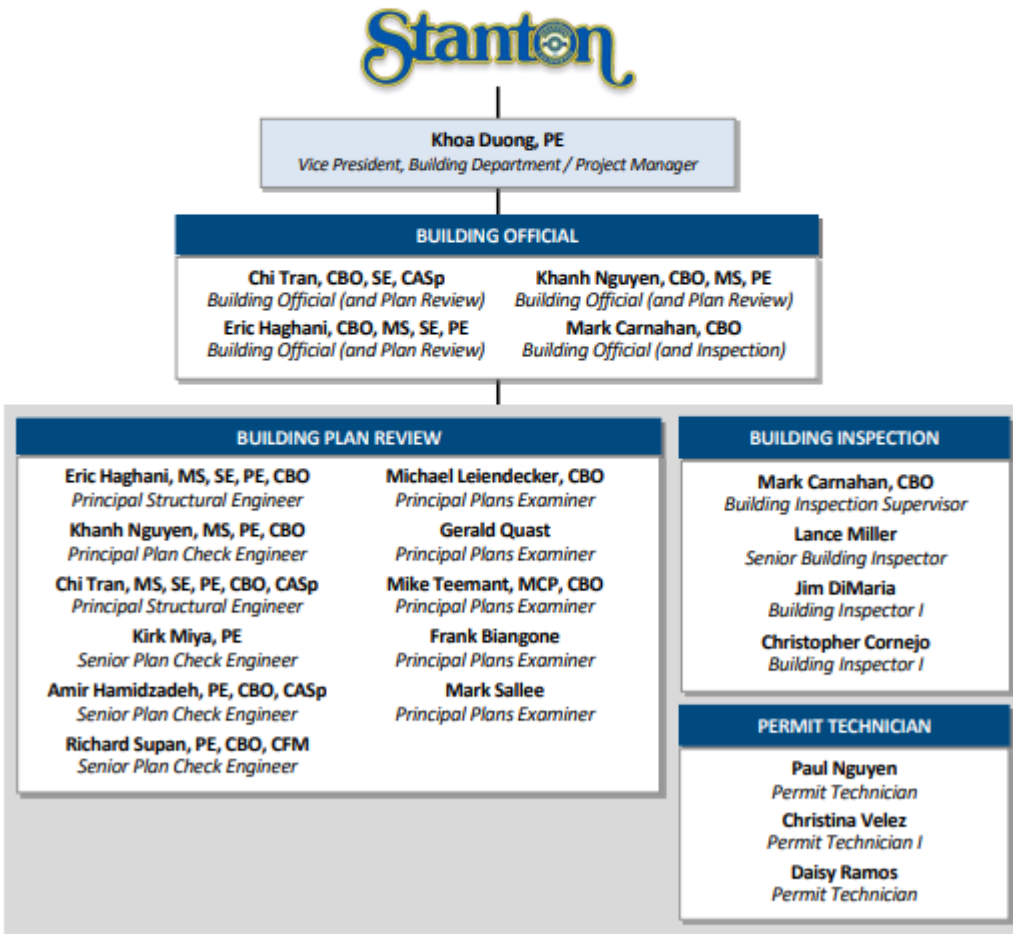 Stanton
Khoa Duong, PE
Vice President, Building Department / Project Manager
BUILDING OFFICIAL
Chi Tran, CBO, SE, CASp
Building Official (and Plan Review)
Eric Haghani, CBO, MS, SE, PE
Building Official (and Plan Review)
Khanh Nguyen, CBO, MS, PE
Building Official (and Plan Review)
Mark Carnahan, CBO
Building Official (and Inspection)
BUILDING PLAN REVIEW
Eric Haghani, MS, SE, PE, CBO
Principal Structural Engineer
Khanh Nguyen, MS, PE, CBO
Principal Plan Check Engineer
Chi Tran, MS, SE, PE, CBO, CASp
Principal Structural Engineer
Kirk Miya, PE
Senior Plan Check Engineer
Amir Hamidzadeh, PE, CBO, CASp
Senior Plan Check Engineer
Richard Supan, PE, CBO, CFM
Senior Plan Check Engineer
Michael Leiendecker, CBO
Principal Plans Examiner
Gerald Quast
Principal Plans Examiner
Mike Teemant, MCP, CBO
Principal Plans Examiner
Frank Biangone
Principal Plans Examiner
Mark Sallee
Principal Plans Examiner
BUILDING INSPECTION
Mark Carnahan, CBO
Building Inspection Supervisor
Lance Miller
Senior Building Inspector
Jim DiMaria
Building Inspector I
Christopher Cornejo
Building Inspector I
PERMIT TECHNICIAN
Paul Nguyen
Permit Technician
Christina Velez
Permit Technician I
Daisy Ramos
Permit Technician